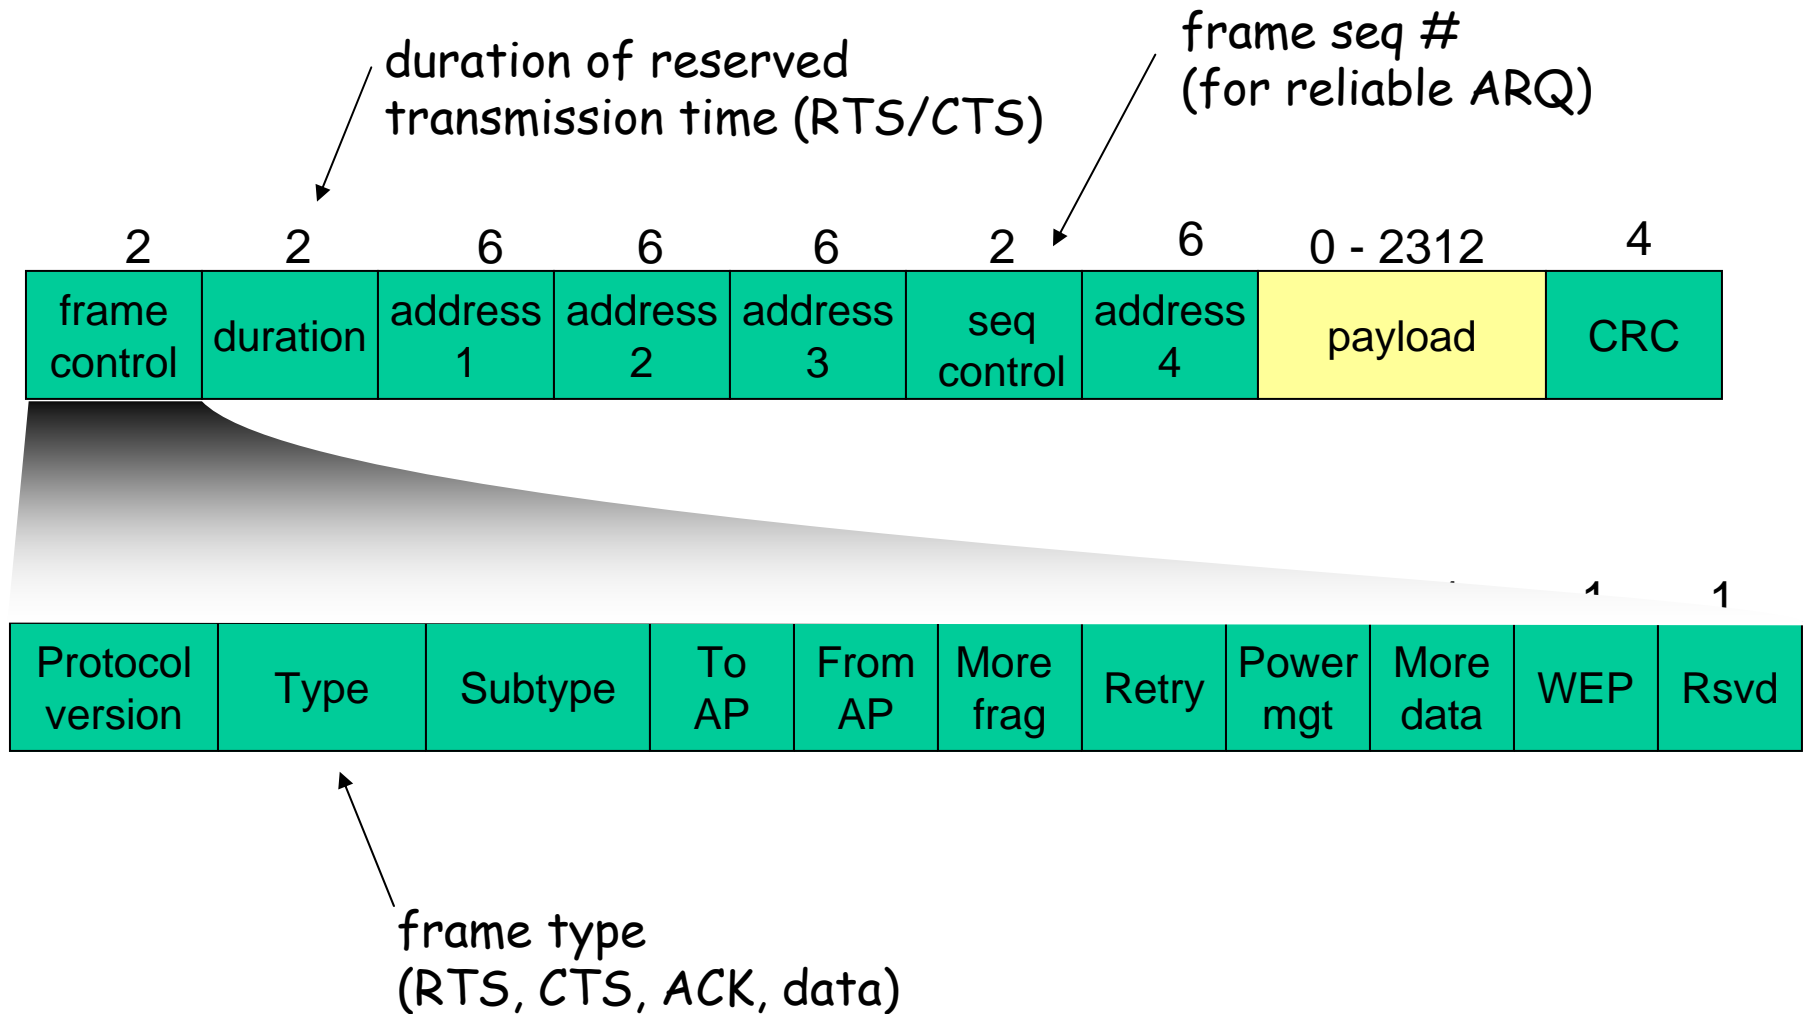 duration of reserved
transmission time (RTS/CTS)
frame seq #
(for reliable ARQ)
2 2 6 6 6 2 6 0 - 2312 4
frame
control
duration
address
1
address
2
address
3
seq
control
address
4
payload
CRC
1 1
Protocol
version
Type
Subtype
To
AP
From
AP
More
frag
Retry
Power
mgt
More
data
WEP
Rsvd
frame type
(RTS, CTS, ACK, data)